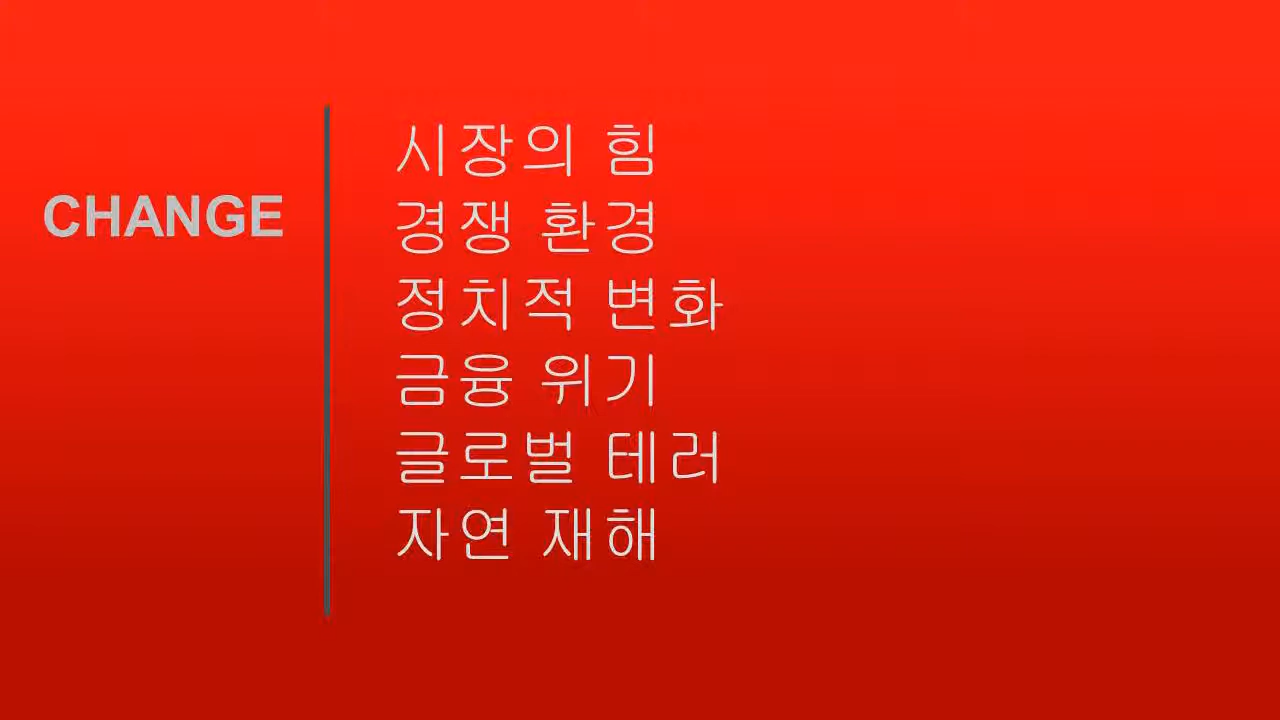 CHANGE
시장의 힘
경쟁 환경
정치적 변화
금융 위기
글로벌 테러
자연 재해